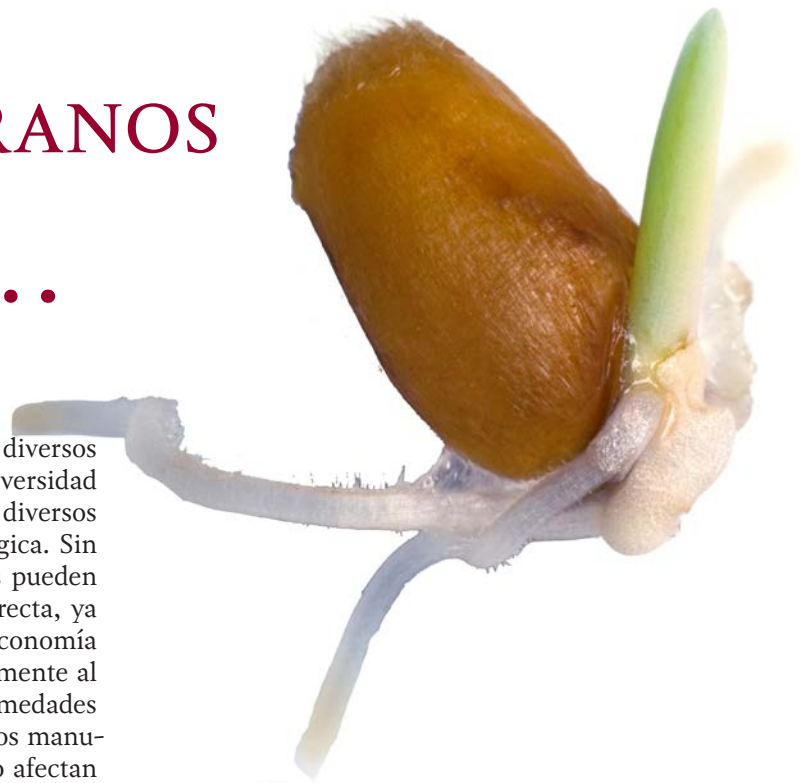 RANOS
...
diversos
versidad
diversos
gica. Sin
pueden
recta, ya
conomía
mente al
medades
os manu-
o afectan